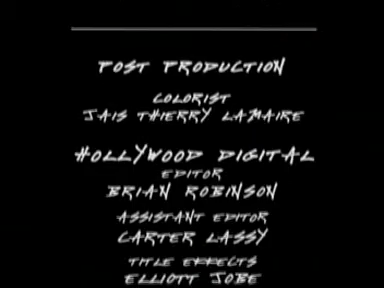 POST PRODUCTION
COLORIST
JAIS THIERRY LAMAIRE
HOLLYWOOD DIGITAL
EDITOR
BRIAN ROBINSON
ASSISTANT EDITOR
CARTER LASSY
TITLE EFFECTS
ELLIOTT JOBE